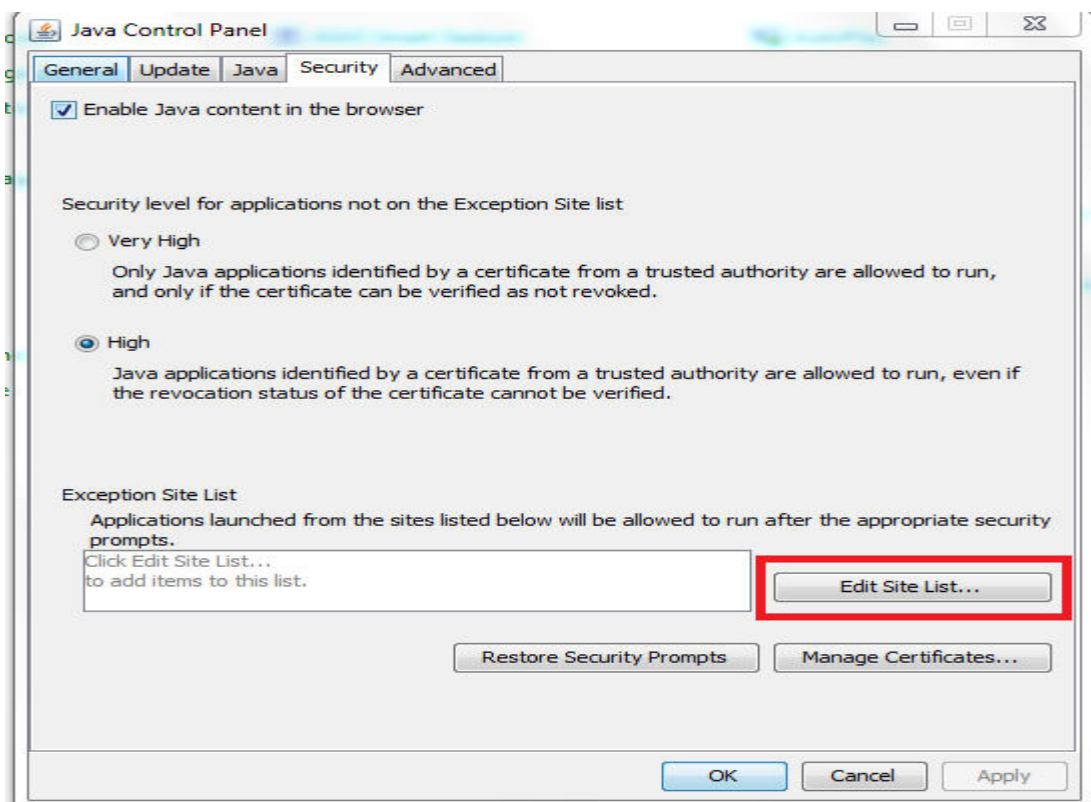 Java Control Panel
General Update Java Security Advanced
Enable Java content in the browser
Security level for applications not on the Exception Site list
Very High
Only Java applications identified by a certificate from a trusted authority are allowed to run,
and only if the certificate can be verified as not revoked.
High
Java applications identified by a certificate from a trusted authority are allowed to run, even if
the revocation status of the certificate cannot be verified.
Exception Site List
Applications launched from the sites listed below will be allowed to run after the appropriate security
prompts.
Click Edit Site List...
to add items to this list.
Edit Site List...
Restore Security Prompts Manage Certificates...
OK Cancel Apply